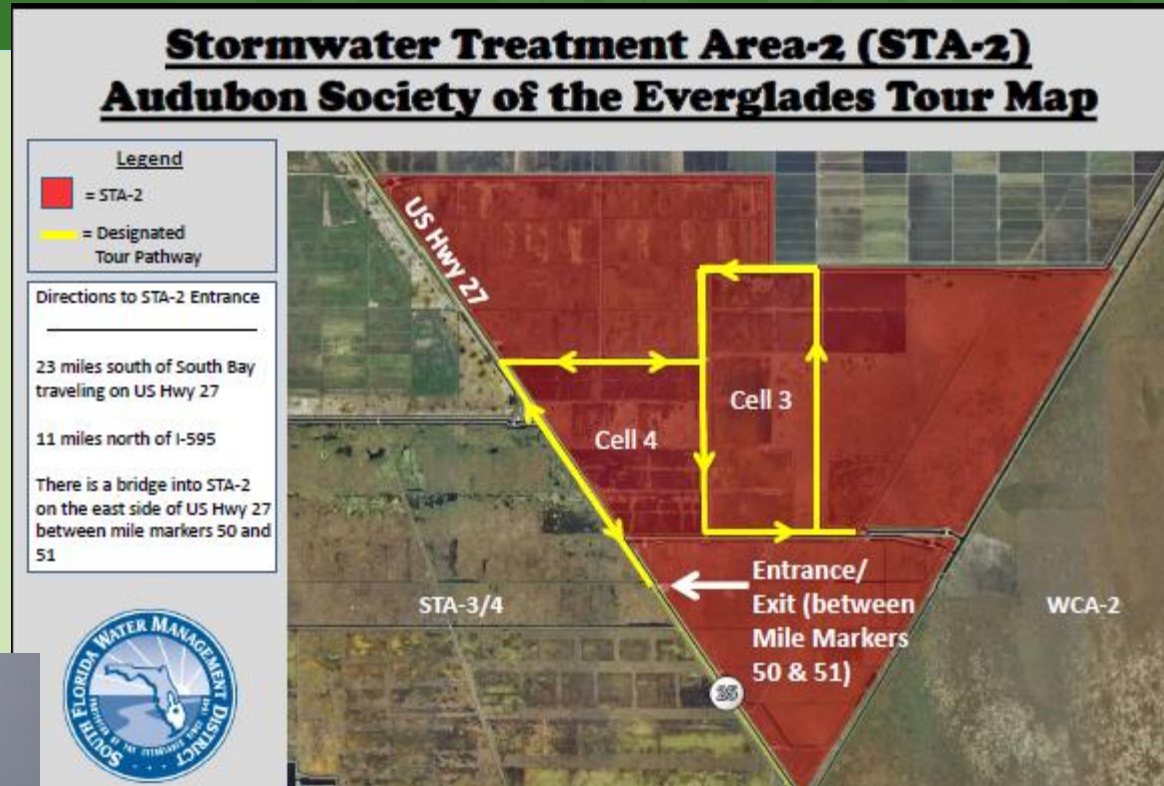 Stormwater Treatment Area-2 (STA-2)
Audubon Society of the Everglades Tour Map
Legend
= STA-2
= Designated
Tour Pathway
Directions to STA-2 Entrance
23 miles south of South Bay
traveling on US Hwy 27
11 miles north of I-595
There is a bridge into STA-2
on the east side of US Hwy 27
between mile markers 50 and
51
US Hwy 27
Cell 3
Cell 4
Entrance/
Exit (between
Mile Markers
50 & 51)
STA-3/4
WCA-2
25
SOUTH FLORIDA WATER MANAGEMENT DISTRICT